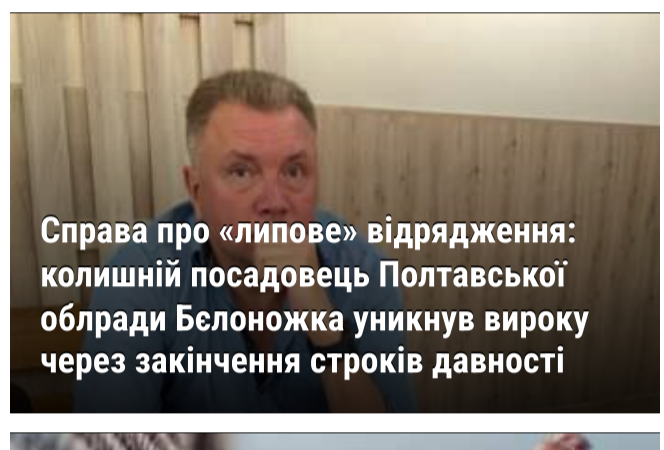 Справа про «липове» відрядження:
колишній посадовець Полтавської
облради Бєлоножка уникнув вироку
через закінчення строків давності